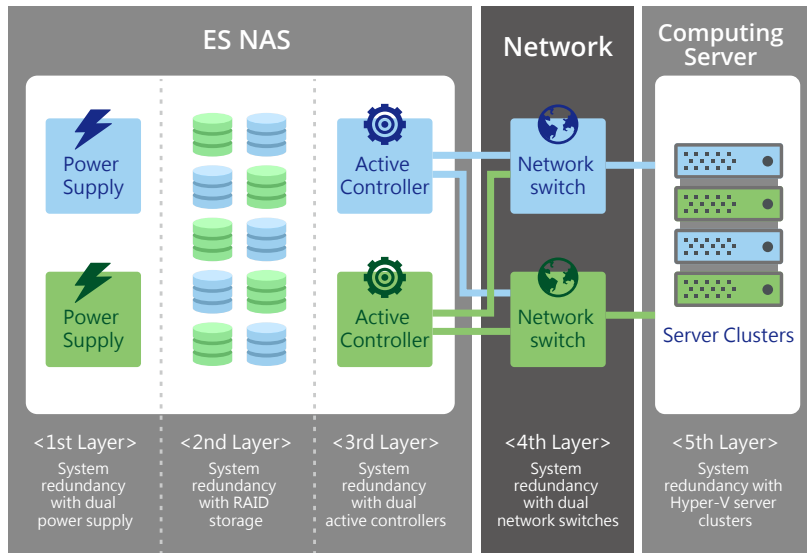 ES NAS
Network
Computing
Server
Power
Supply
Active
Controller
Network
switch
Power
Supply
Active
Controller
Network
switch
Server Clusters
<1st Layer>
System
redundancy
with dual
power supply
<2nd Layer>
System
redundancy
with RAID
storage
<3rd Layer>
System
redundancy
with dual
active controllers
<4th Layer>
System
redundancy
with dual
network switches
<5th Layer>
System
redundancy with
Hyper-V server
clusters